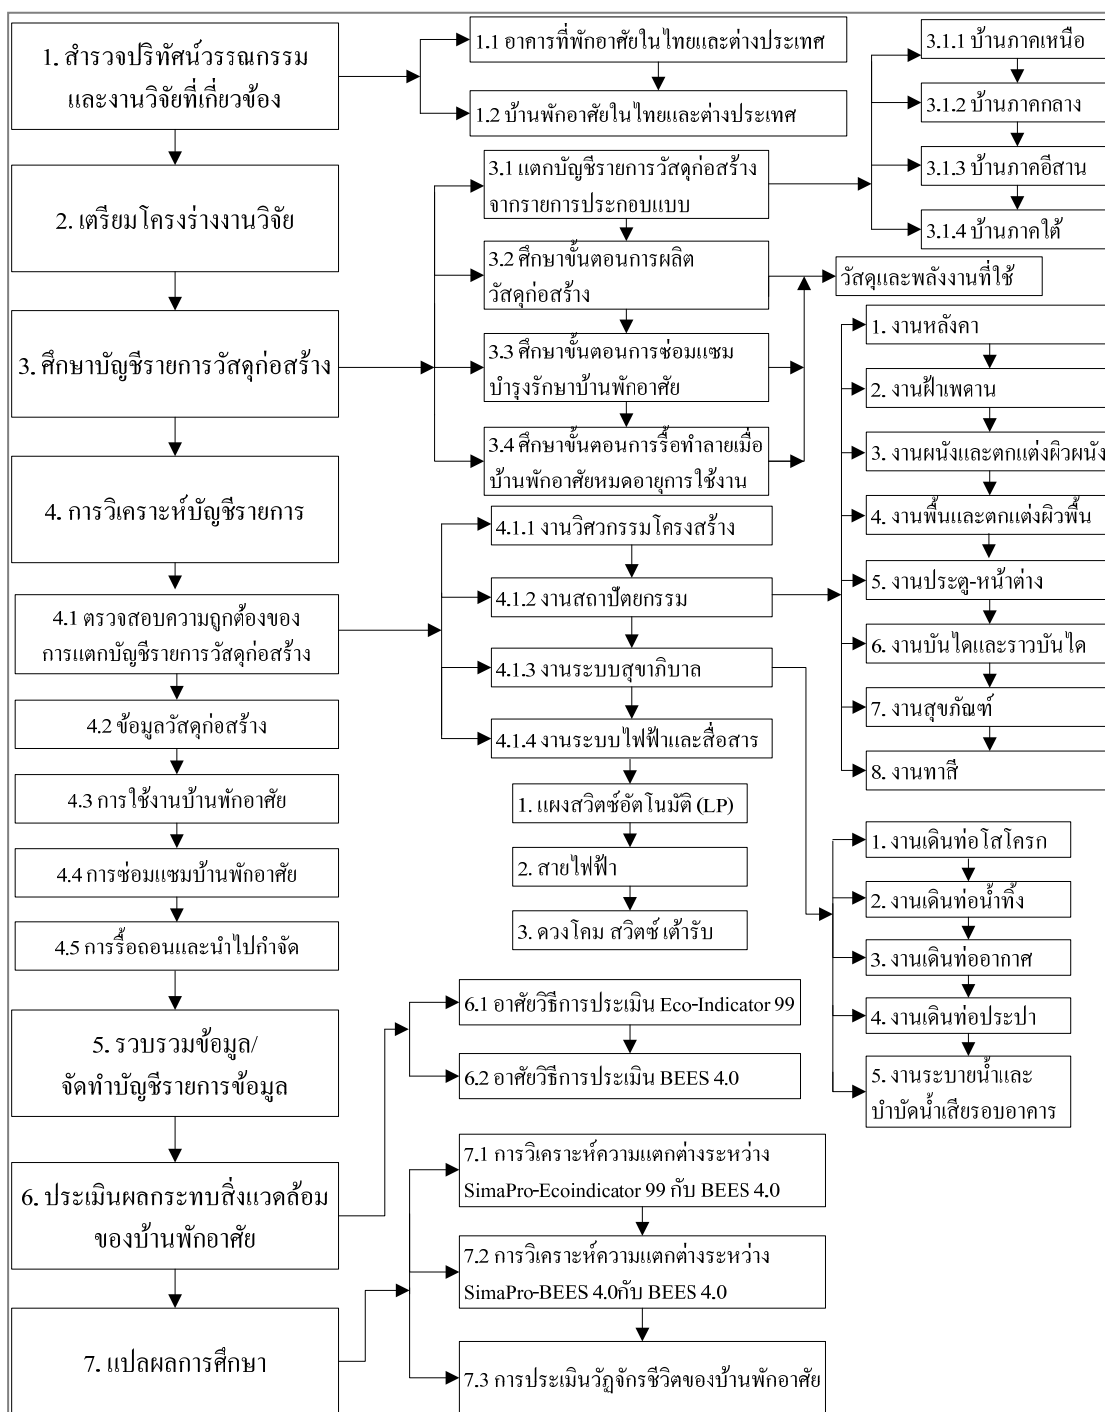 1. สำรวจปริทัศน์วรรณกรรม
และงานวิจัยที่เกี่ยวข้อง
1.1 อาคารที่พักอาศัยในไทยและต่างประเทศ
1.2 บ้านพักอาศัยในไทยและต่างประเทศ
2. เตรียมโครงร่างงานวิจัย
3. ศึกษาบัญชีรายการวัสดุก่อสร้าง
3.1 แตกบัญชีรายการวัสดุก่อสร้าง
จากรายการประกอบแบบ
3.1.1 บ้านภาคเหนือ
3.1.2 บ้านภาคกลาง
3.1.3 บ้านภาคอีสาน
3.1.4 บ้านภาคใต้
3.2 ศึกษาขั้นตอนการผลิต
วัสดุก่อสร้าง
3.3 ศึกษาขั้นตอนการซ่อมแซม
บำรุงรักษาบ้านพักอาศัย
3.4 ศึกษาขั้นตอนการรื้อทำลายเมื่อ
บ้านพักอาศัยหมดอายุการใช้งาน
วัสดุและพลังงานที่ใช้
4. การวิเคราะห์บัญชีรายการ
4.1 ตรวจสอบความถูกต้องของ
การแตกบัญชีรายการวัสดุก่อสร้าง
4.1.1 งานวิศวกรรมโครงสร้าง
4.1.2 งานสถาปัตยกรรม
4.1.3 งานระบบสุขาภิบาล
4.1.4 งานระบบไฟฟ้าและสื่อสาร
1. แผงสวิตซ์อัตโนมัติ (LP)
2. สายไฟฟ้า
3. ดวงโคม สวิตซ์ เต้ารับ
1. งานหลังคา
2. งานฝ้าเพดาน
3. งานผนังและตกแต่งผิวผนัง
4. งานพื้นและตกแต่งผิวพื้น
5. งานประตู-หน้าต่าง
6. งานบันไดและราวบันได
7. งานสุขภัณฑ์
8. งานทาสี
1. งานเดินท่อโสโครก
2. งานเดินท่อน้ำทิ้ง
3. งานเดินท่ออากาศ
4. งานเดินท่อประปา
5. งานระบายน้ำและ
บำบัดน้ำเสียรอบอาคาร
4.2 ข้อมูลวัสดุก่อสร้าง
4.3 การใช้งานบ้านพักอาศัย
4.4 การซ่อมแซมบ้านพักอาศัย
4.5 การรื้อถอนและนำไปกำจัด
5. รวบรวมข้อมูล/
จัดทำบัญชีรายการข้อมูล
6. ประเมินผลกระทบสิ่งแวดล้อม
ของบ้านพักอาศัย
6.1 อาศัยวิธีการประเมิน Eco-Indicator 99
6.2 อาศัยวิธีการประเมิน BEES 4.0
7. แปลผลการศึกษา
7.1 การวิเคราะห์ความแตกต่างระหว่าง
SimaPro-Ecoindicator 99 กับ BEES 4.0
7.2 การวิเคราะห์ความแตกต่างระหว่าง
SimaPro-BEES 4.0กับ BEES 4.0
7.3 การประเมินวัฏจักรชีวิตของบ้านพักอาศัย